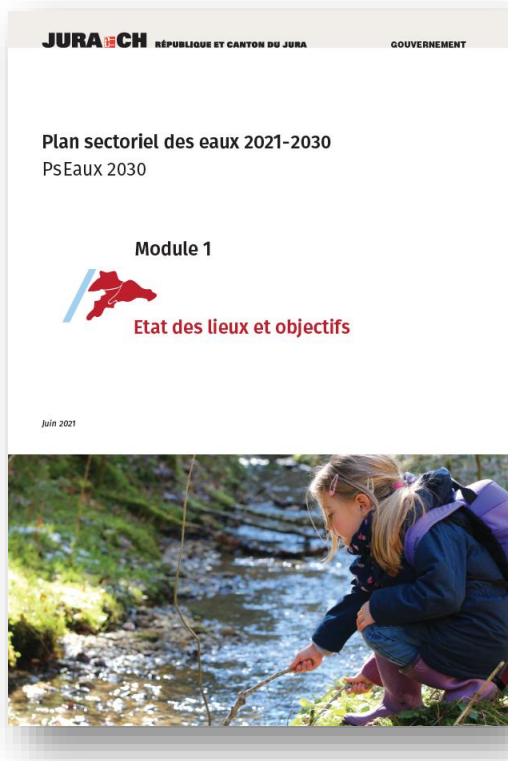 JURA CH RÉPUBLIQUE ET CANTON DU JURA GOUVERNEMENT
Plan sectoriel des eaux 2021-2030
PsEaux 2030
Module 1
Etat des lieux et objectifs
Juin 2021